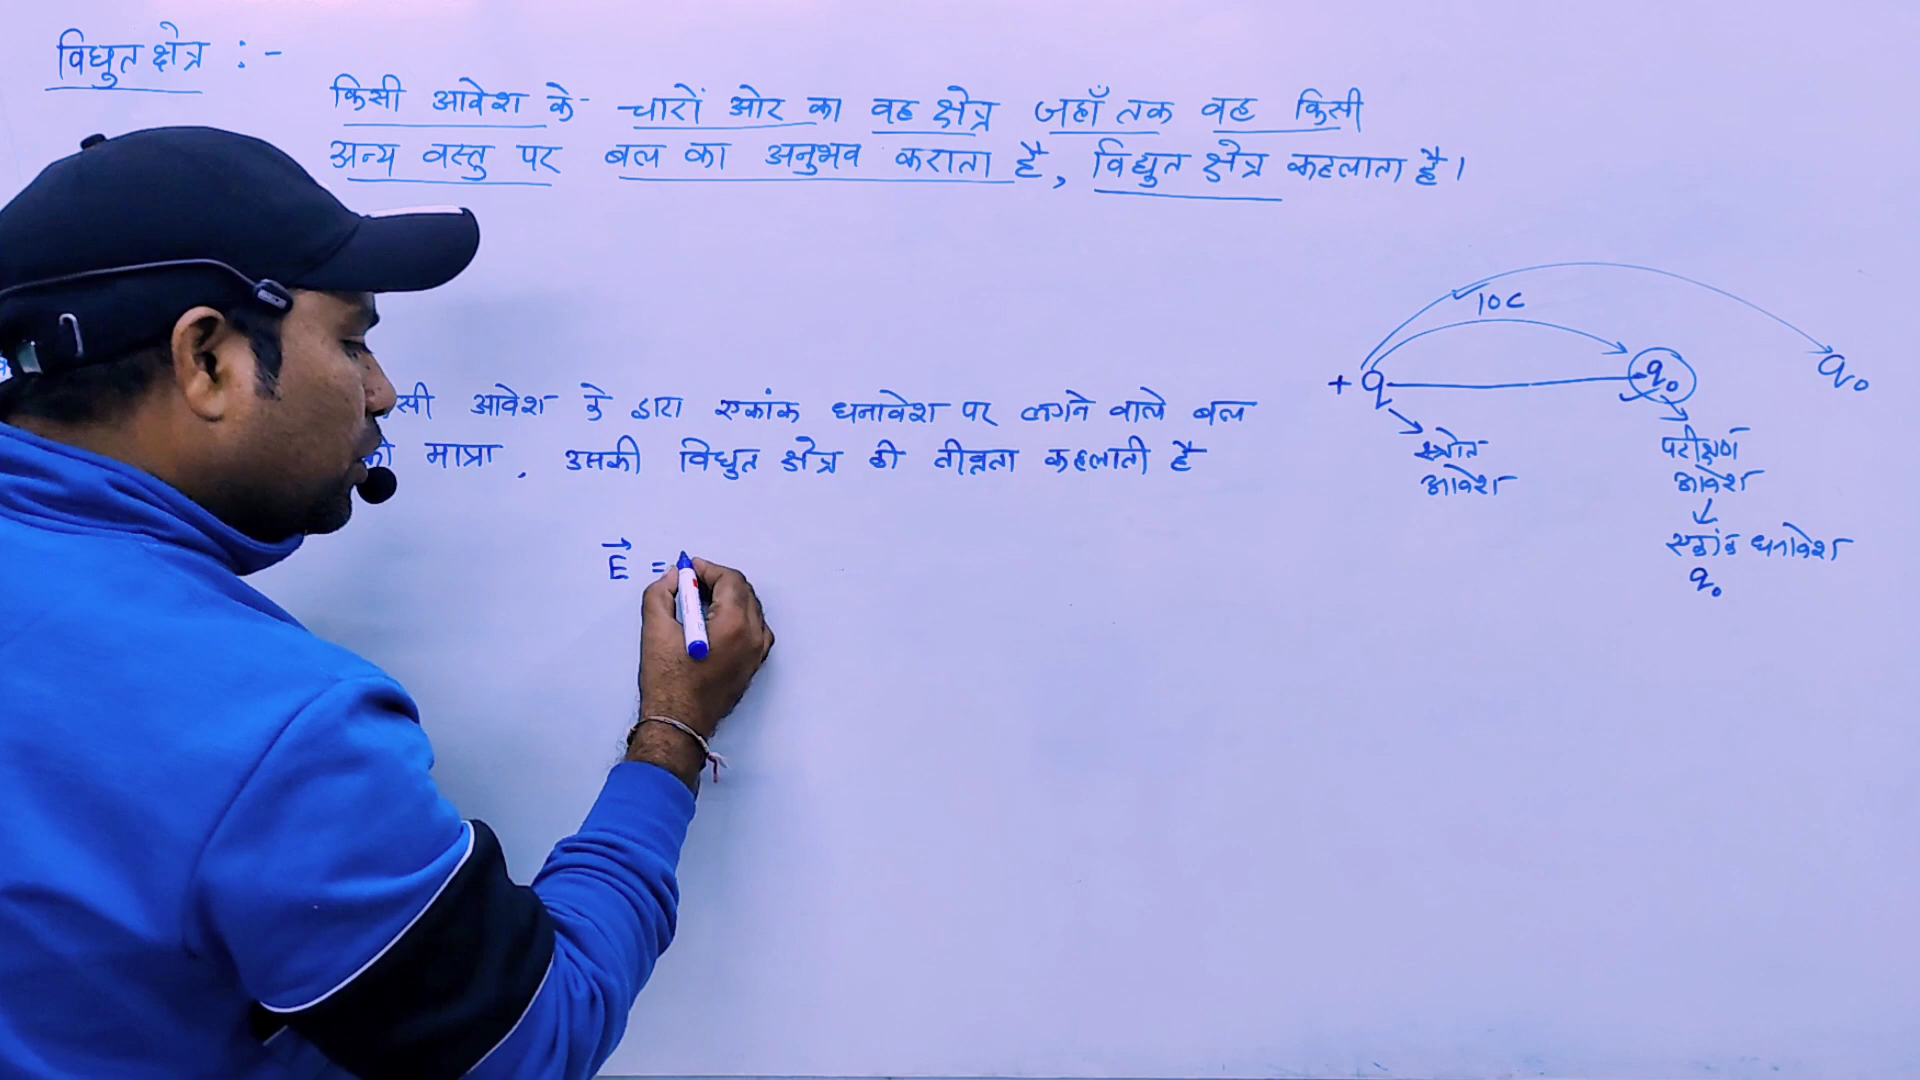 विद्युत क्षेत्र :-
किसी आवेश के चारों ओर का वह क्षेत्र जहाँ तक वह किसी
अन्य वस्तु पर बल का अनुभव कराता है, विद्युत क्षेत्र कहलाता है।
10C
+ q
q₀
q₀
सी आवेश के द्वारा एकांक धनावेश पर लगने वाले बल
की मात्रा , उसकी विद्युत क्षेत्र की तीव्रता कहलाती है
स्त्रोत
आवेश
परीक्षण
आवेश
एकांक धनावेश
q₀
E⃗ =